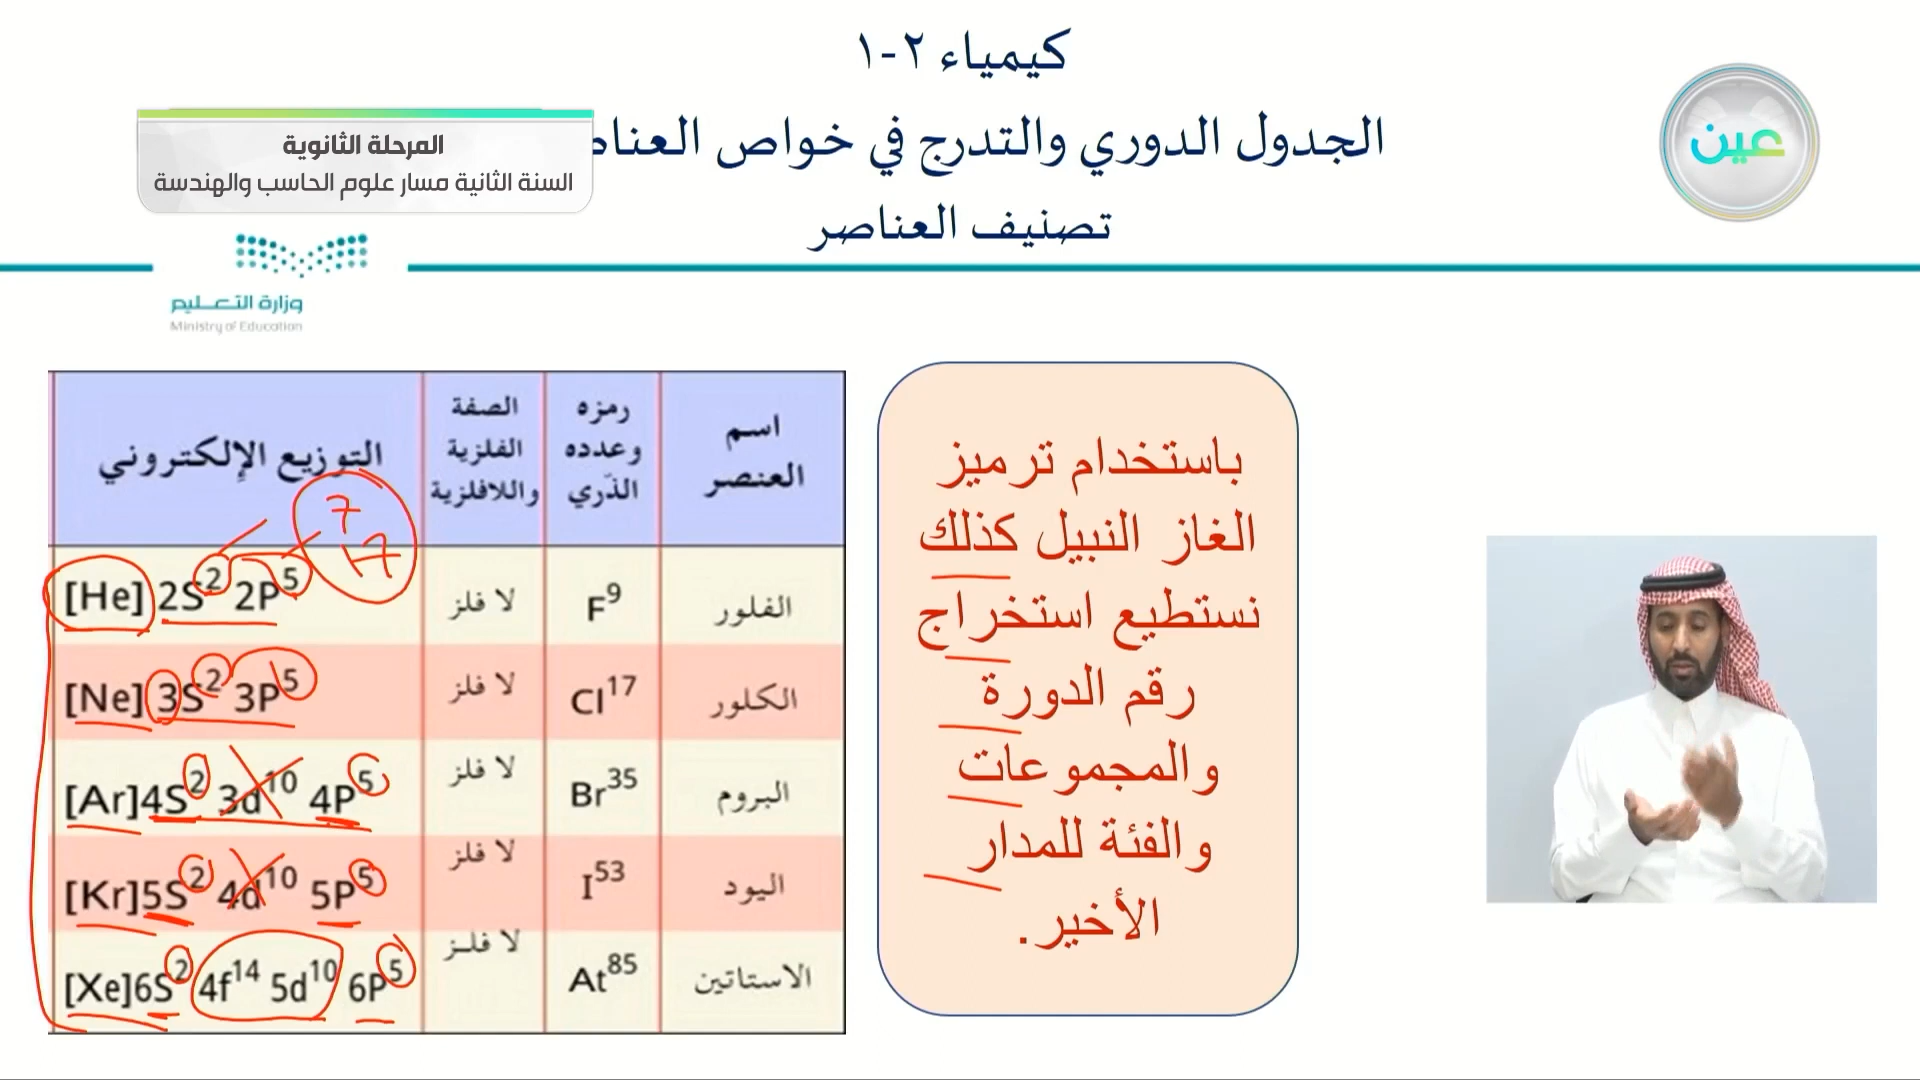 كيمياء ٢-١
الجدول الدوري والتدرج في خواص العناص
المرحلة الثانوية
السنة الثانية مسار علوم الحاسب والهندسة
عين
تصنيف العناصر
وزارة التعليم
Ministry of Education
اسم العنصر رمزه وعدده الذري الصفة الفلزية واللافلزية التوزيع الإلكتروني
7
17
الفلور F⁹ لا فلز [He] 2S² 2P⁵
الكلور Cl¹⁷ لا فلز [Ne] 3S² 3P⁵
البروم Br³⁵ لا فلز [Ar]4S² 3d¹⁰ 4P⁵
اليود I⁵³ لا فلز [Kr]5S² 4d¹⁰ 5P⁵
الاستاتين At⁸⁵ لا فلز [Xe]6S² 4f¹⁴ 5d¹⁰ 6P⁵
باستخدام ترميز
الغاز النبيل كذلك
نستطيع استخراج
رقم الدورة
والمجموعات
والفئة للمدار
الأخير.